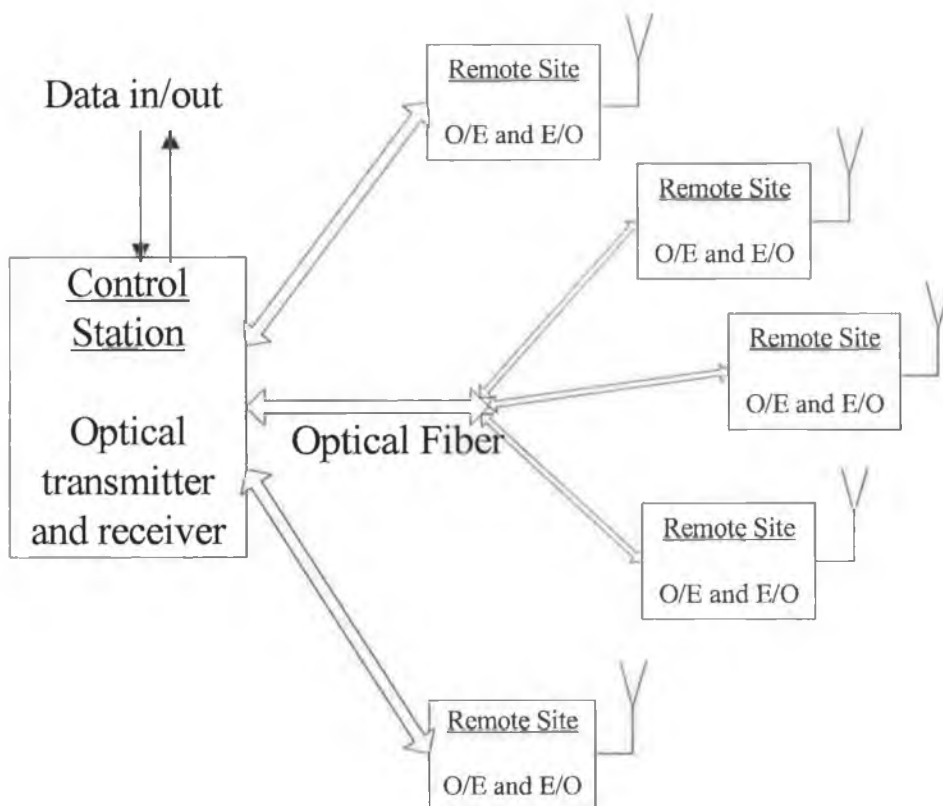 Data in/out
Control
Station
Optical
transmitter
and receiver
Optical Fiber
Remote Site
O/E and E/O
Remote Site
O/E and E/O
Remote Site
O/E and E/O
Remote Site
O/E and E/O
Remote Site
O/E and E/O